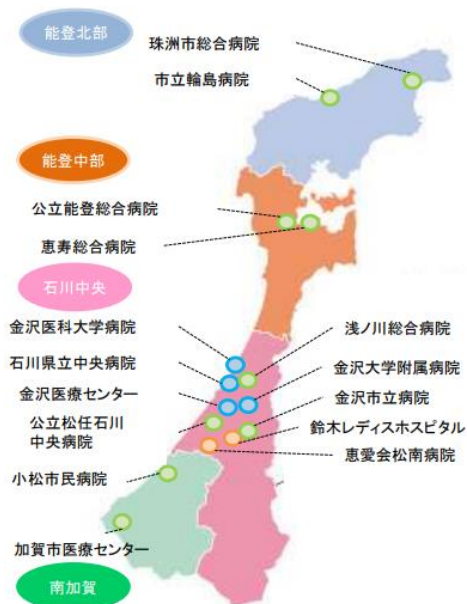 能登北部
珠洲市総合病院
市立輪島病院
能登中部
公立能登総合病院
恵寿総合病院
石川中央
金沢医科大学病院
石川県立中央病院
金沢医療センター
公立松任石川
中央病院
浅ノ川総合病院
金沢大学附属病院
金沢市立病院
鈴木レディスホスピタル
恵愛会松南病院
小松市民病院
加賀市医療センター
南加賀